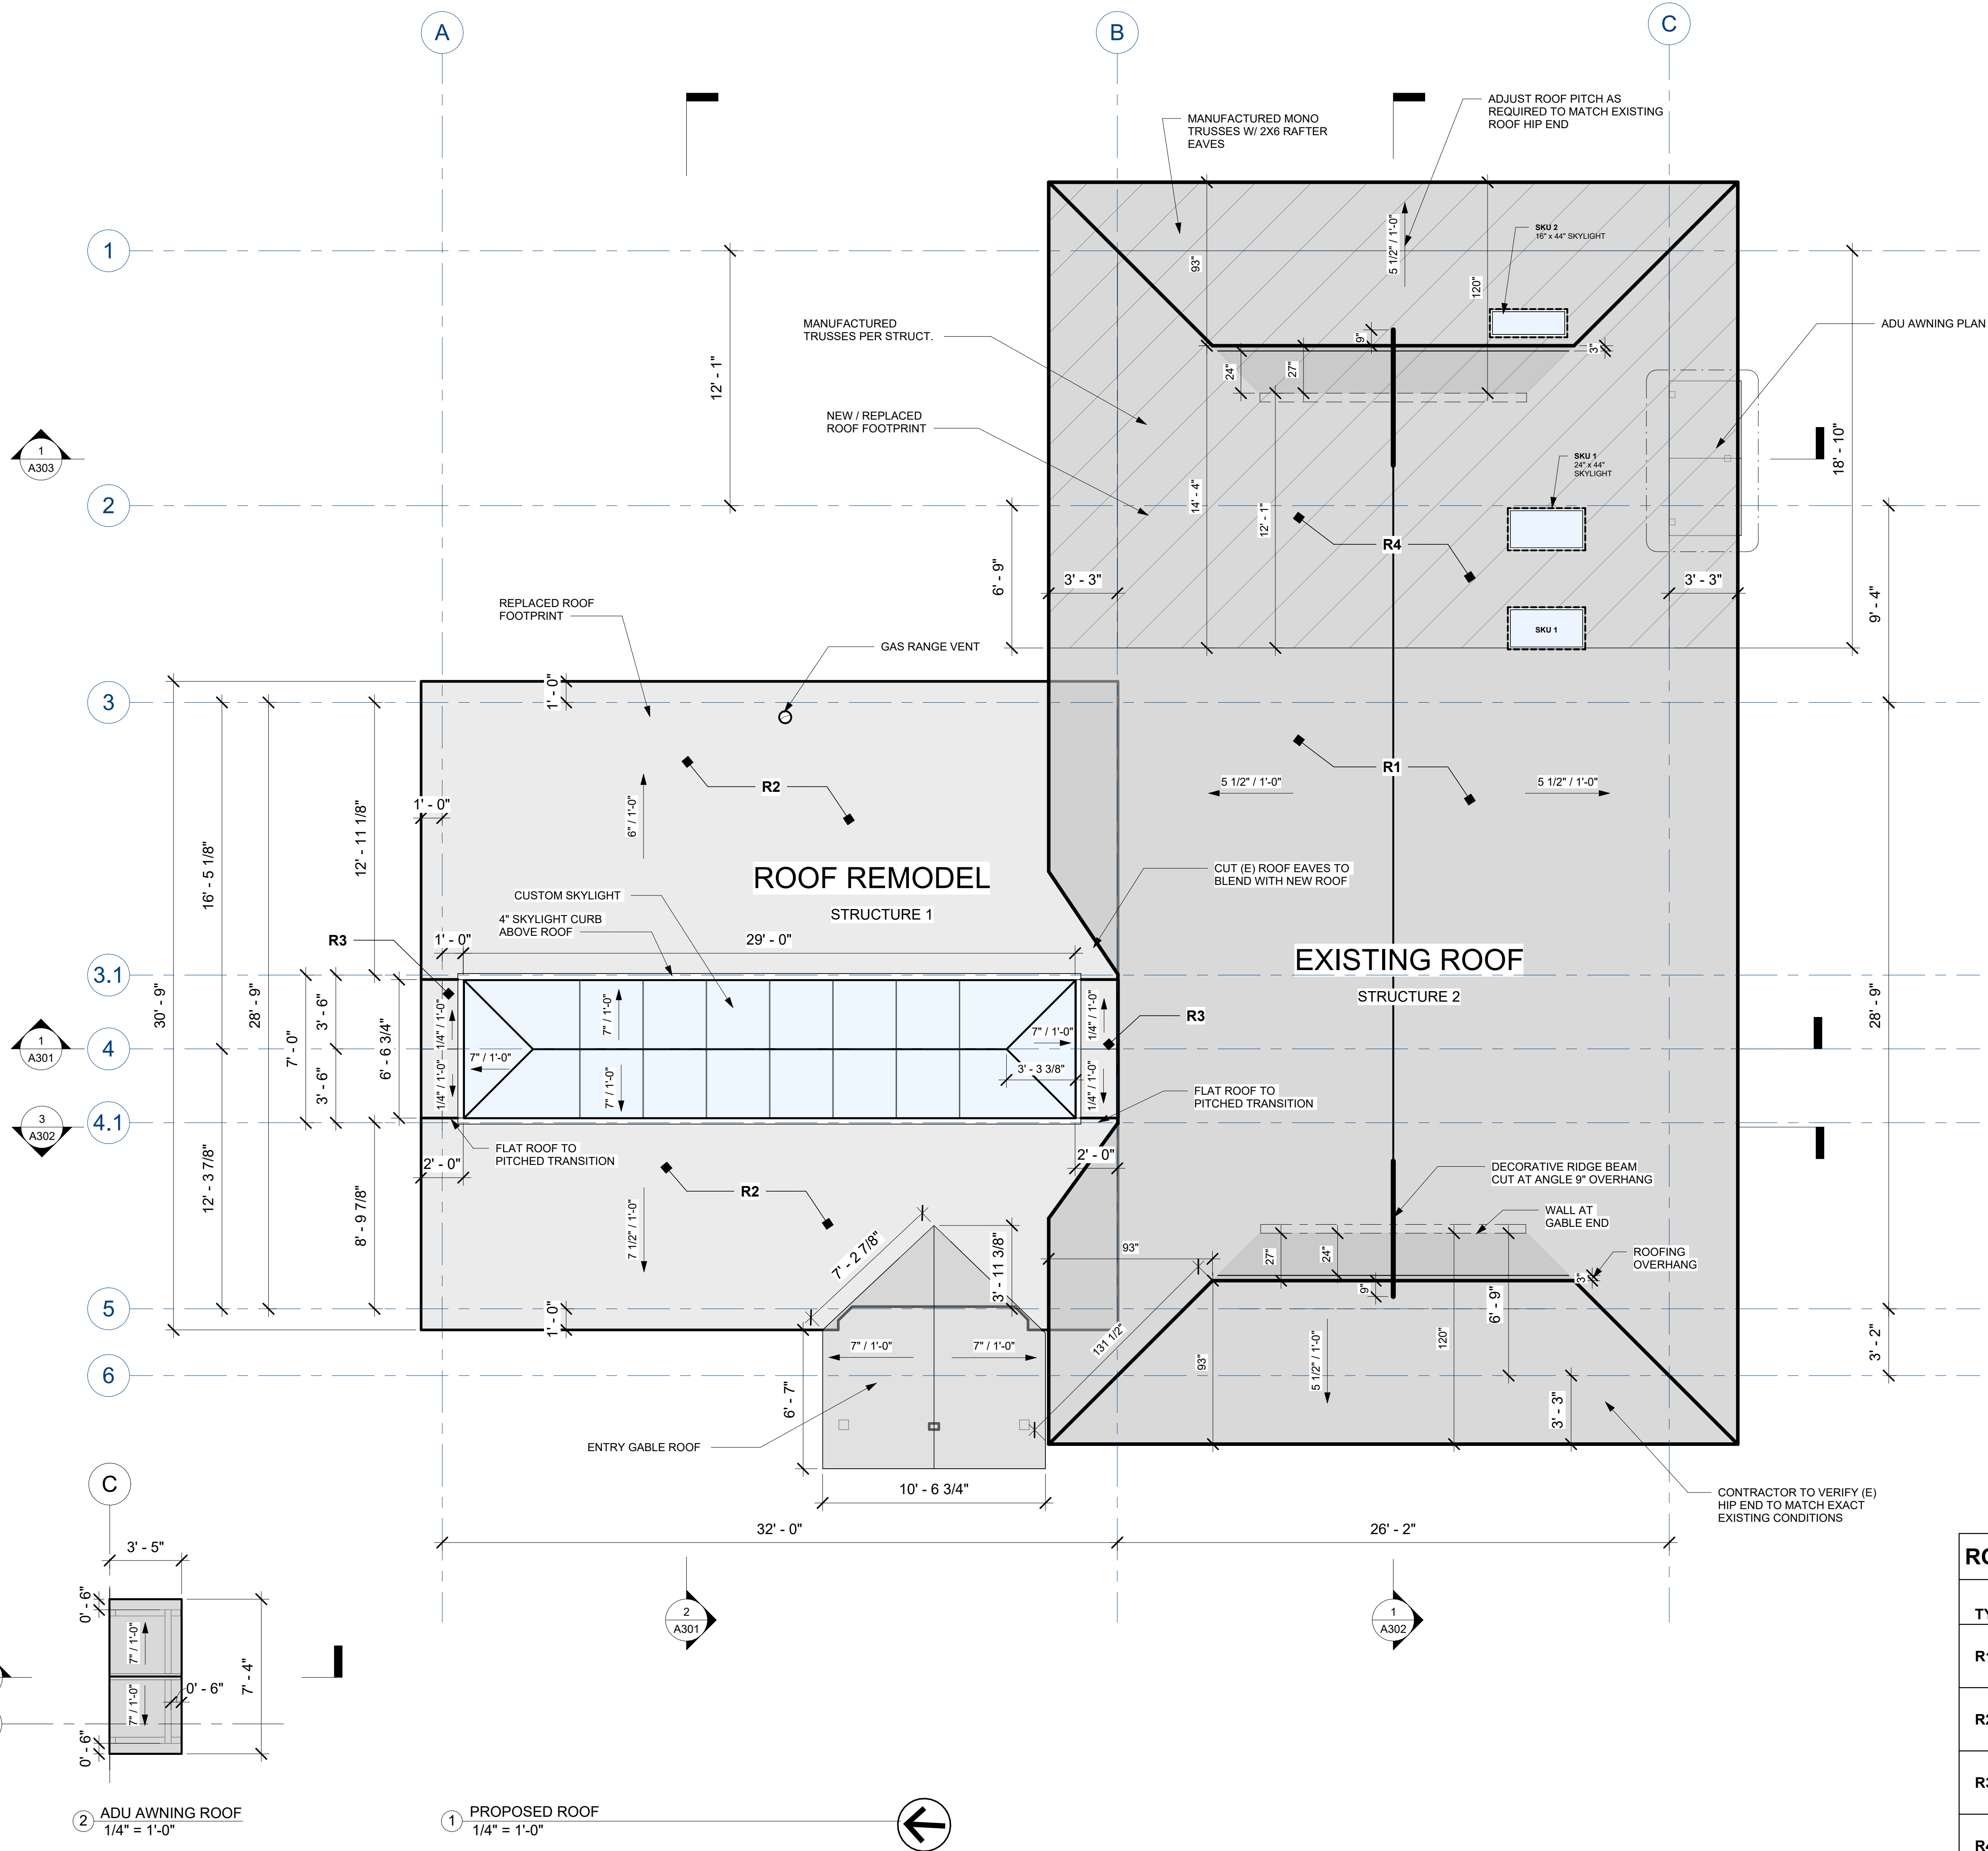 A
B
C
ADJUST ROOF PITCH AS
REQUIRED TO MATCH EXISTING
ROOF HIP END
MANUFACTURED MONO
TRUSSES W/ 2X6 RAFTER
EAVES
1
5 1/2" / 1'-0"
SKU 2
16" x 44" SKYLIGHT
93"
120"
12' - 1"
MANUFACTURED
TRUSSES PER STRUCT.
ADU AWNING PLAN
9"
3"
24"
27"
NEW / REPLACED
ROOF FOOTPRINT
18' - 10"
1
A303
SKU 1
24" x 44"
SKYLIGHT
2
14' - 4"
12' - 1"
R4
6' - 9"
3' - 3"
3' - 3"
9' - 4"
REPLACED ROOF
FOOTPRINT
SKU 1
GAS RANGE VENT
3
1' - 0"
R1
R2
5 1/2" / 1'-0"
5 1/2" / 1'-0"
1' - 0"
6" / 1'-0"
12' - 11 1/8"
16' - 5 1/8"
ROOF REMODEL
STRUCTURE 1
CUT (E) ROOF EAVES TO
BLEND WITH NEW ROOF
CUSTOM SKYLIGHT
4" SKYLIGHT CURB
ABOVE ROOF
R3
1' - 0"
29' - 0"
EXISTING ROOF
STRUCTURE 2
3.1
30' - 9"
28' - 9"
7' - 0"
3' - 6"
3' - 6"
6' - 6 3/4"
1/4" / 1'-0"
1/4" / 1'-0"
7" / 1'-0"
7" / 1'-0"
7" / 1'-0"
7" / 1'-0"
3' - 3 3/8"
1/4" / 1'-0"
1/4" / 1'-0"
R3
28' - 9"
1
A301
4
FLAT ROOF TO
PITCHED TRANSITION
3
A302
4.1
FLAT ROOF TO
PITCHED TRANSITION
2' - 0"
2' - 0"
12' - 3 7/8"
8' - 9 7/8"
R2
7 1/2" / 1'-0"
DECORATIVE RIDGE BEAM
CUT AT ANGLE 9" OVERHANG
WALL AT
GABLE END
ROOFING
OVERHANG
7' - 2 7/8"
3' - 11 3/8"
93"
27"
24"
3"
9"
6' - 9"
5
1' - 0"
7" / 1'-0"
7" / 1'-0"
131 1/2"
93"
5 1/2" / 1'-0"
120"
3' - 2"
6
6' - 7"
3' - 3"
ENTRY GABLE ROOF
10' - 6 3/4"
CONTRACTOR TO VERIFY (E)
HIP END TO MATCH EXACT
EXISTING CONDITIONS
32' - 0"
26' - 2"
2
A301
1
A302
C
3' - 5"
0' - 6"
7" / 1'-0"
7" / 1'-0"
0' - 6"
7' - 4"
0' - 6"
2 ADU AWNING ROOF
1/4" = 1'-0"
1 PROPOSED ROOF
1/4" = 1'-0"
R1
R2
R3
R4